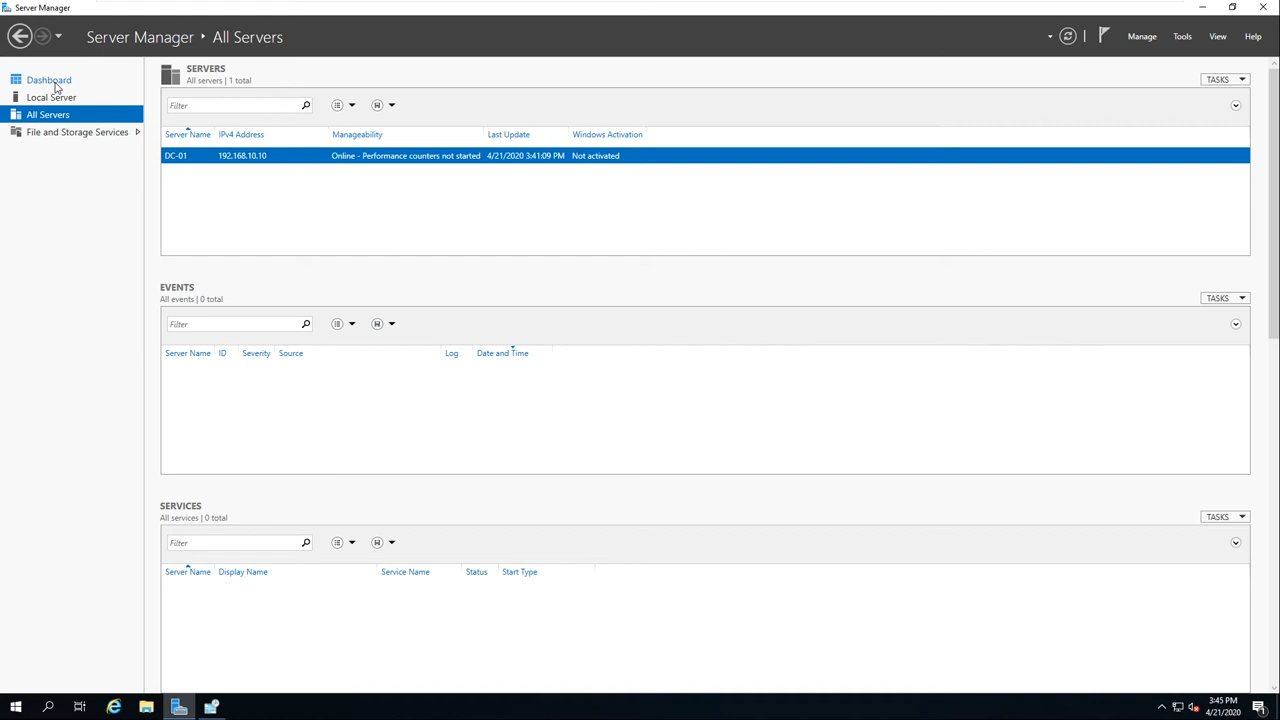 Server Manager
Server Manager ‣ All Servers
Manage Tools View Help
Dashboard
Local Server
All Servers
File and Storage Services
SERVERS
All servers | 1 total
TASKS
Filter
Server Name IPv4 Address Manageability Last Update Windows Activation
DC-01 192.168.10.10 Online - Performance counters not started 4/21/2020 3:41:09 PM Not activated
EVENTS
All events | 0 total
TASKS
Filter
Server Name ID Severity Source Log Date and Time
SERVICES
All services | 0 total
TASKS
Filter
Server Name Display Name Service Name Status Start Type
3:45 PM
4/21/2020
1